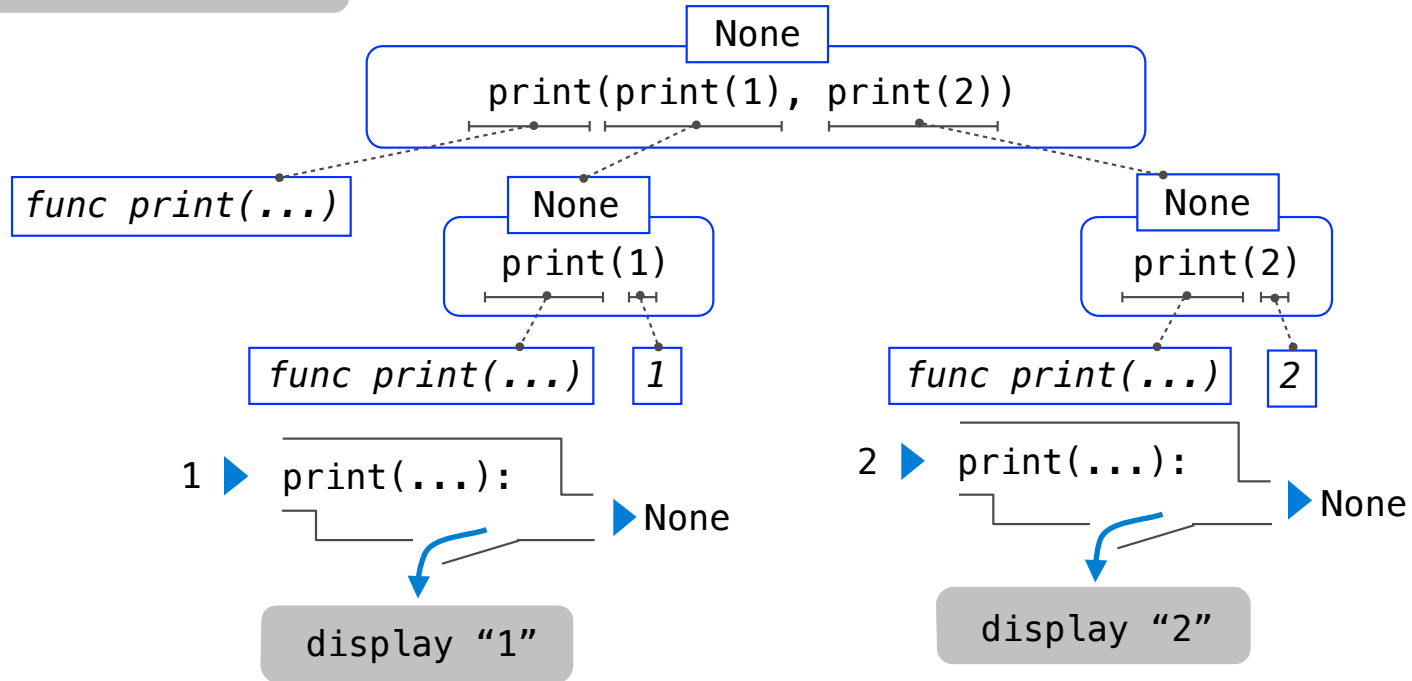 None
print(print(1), print(2))
func print(...)
None
None
print(1)
print(2)
func print(...)
1
func print(...)
2
1
print(...):
None
2
print(...):
None
display “1”
display “2”